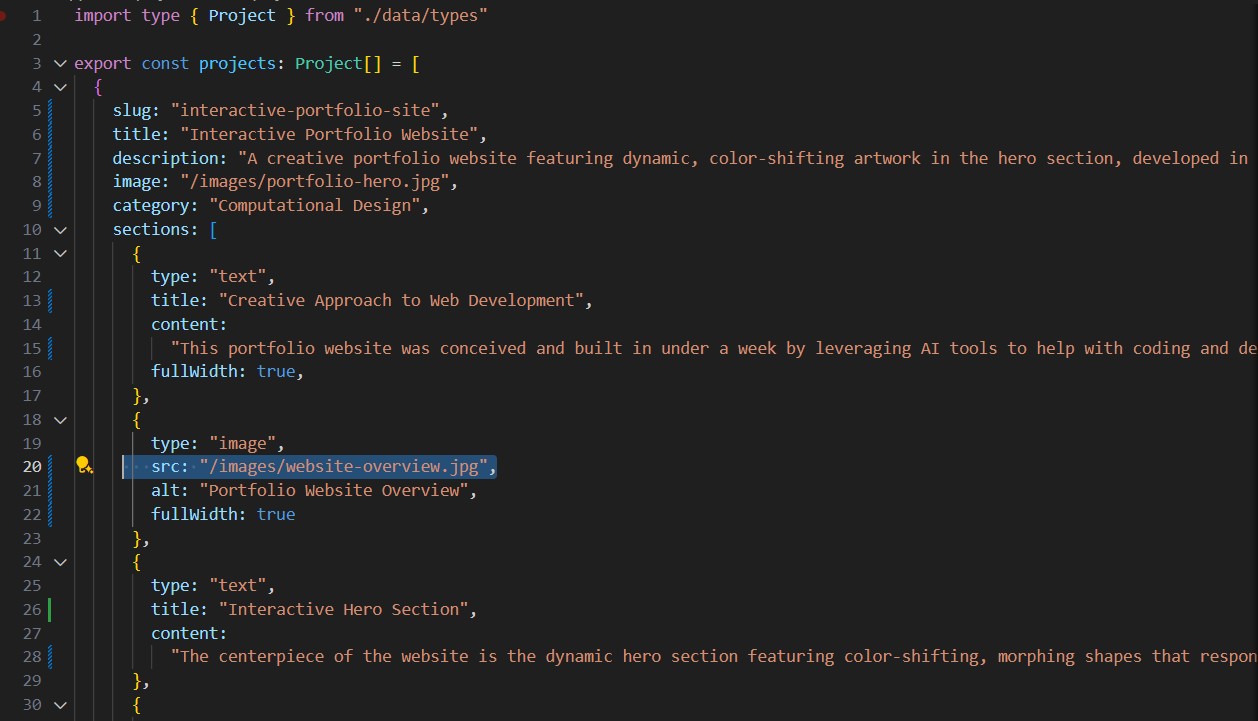 1 import type { Project } from "./data/types"
2
3 export const projects: Project[] = [
4 {
5 slug: "interactive-portfolio-site",
6 title: "Interactive Portfolio Website",
7 description: "A creative portfolio website featuring dynamic, color-shifting artwork in the hero section, developed in
8 image: "/images/portfolio-hero.jpg",
9 category: "Computational Design",
10 sections: [
11 {
12 type: "text",
13 title: "Creative Approach to Web Development",
14 content:
15 "This portfolio website was conceived and built in under a week by leveraging AI tools to help with coding and de
16 fullWidth: true,
17 },
18 {
19 type: "image",
20 src: "/images/website-overview.jpg",
21 alt: "Portfolio Website Overview",
22 fullWidth: true
23 },
24 {
25 type: "text",
26 title: "Interactive Hero Section",
27 content:
28 "The centerpiece of the website is the dynamic hero section featuring color-shifting, morphing shapes that respon
29 },
30 {